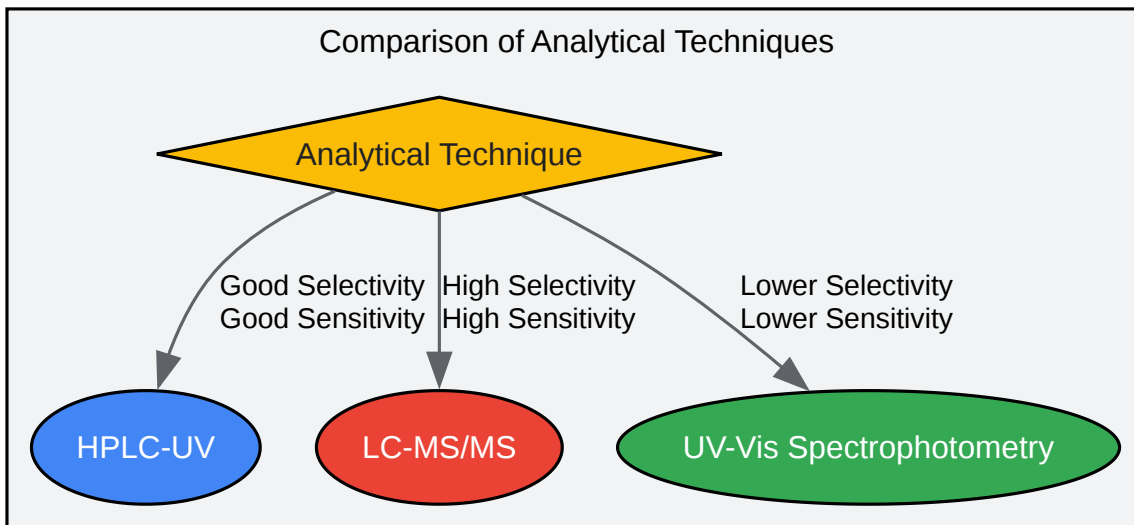 Comparison of Analytical Techniques
Analytical Technique
Good Selectivity
Good Sensitivity
High Selectivity
High Sensitivity
Lower Selectivity
Lower Sensitivity
HPLC-UV
LC-MS/MS
UV-Vis Spectrophotometry